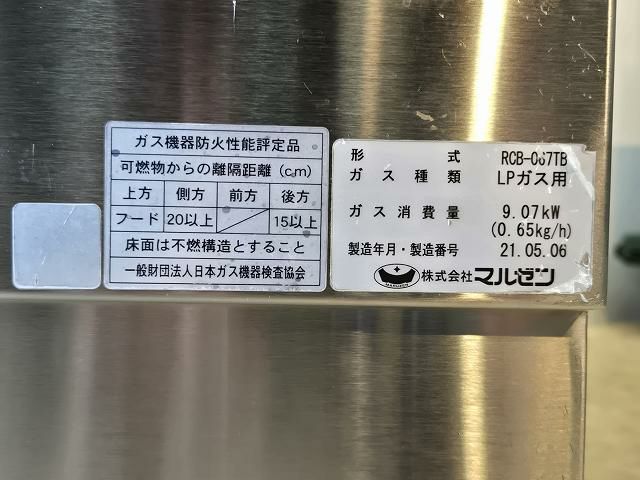 ガス機器防火性能評定品
可燃物からの離隔距離(cm)
上方 側方 前方 後方
フード 20以上 15以上
床面は不燃構造とすること
一般財団法人日本ガス機器検査協会
形式 RCB-067TB
ガス種類 LPガス用
ガス消費量 9.07kW
(0.65kg/h)
製造年月・製造番号 21.05.06
MARUZEN 株式会社マルゼン